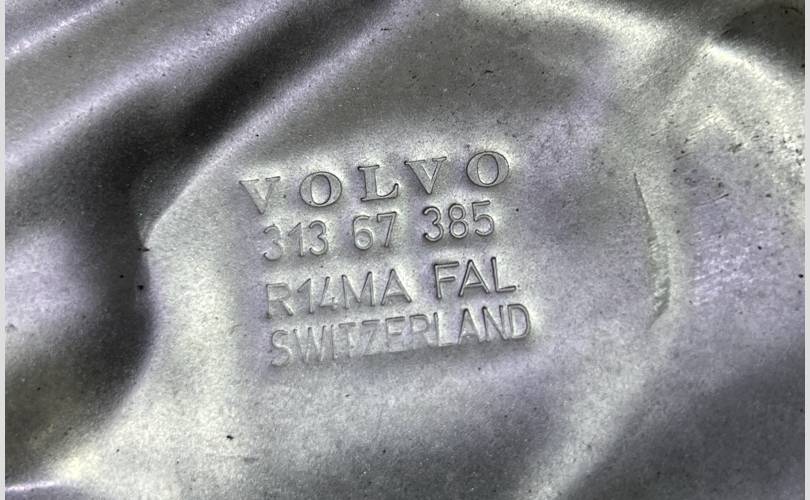 VOLVO
313 67 385
R14MA FAL
SWITZERLAND